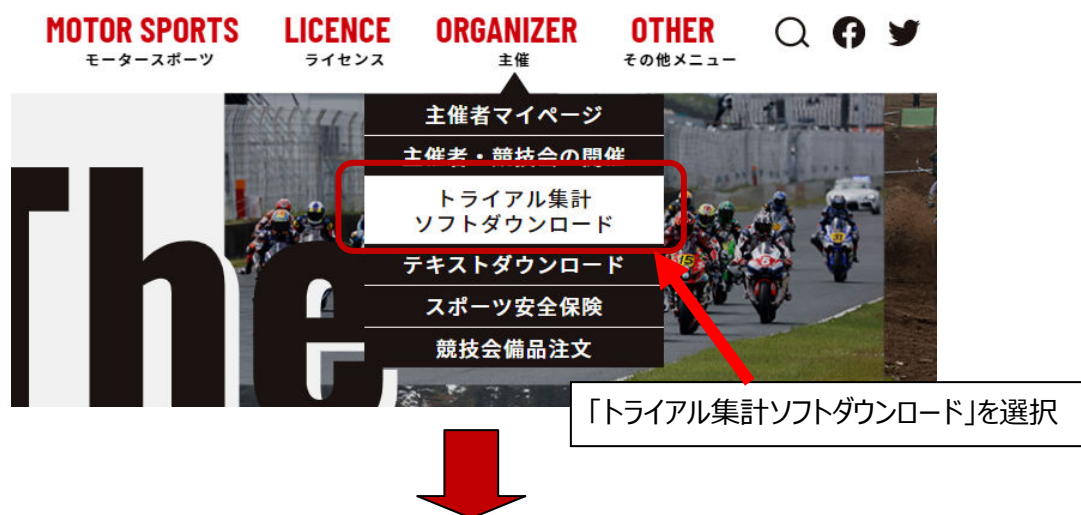 MOTOR SPORTS
モータースポーツ
LICENCE
ライセンス
ORGANIZER
主催
OTHER
その他メニュー
The
主催者マイページ
主催者・競技会の開催
トライアル集計
ソフトダウンロード
テキストダウンロード
スポーツ安全保険
競技会備品注文
「トライアル集計ソフトダウンロード」を選択